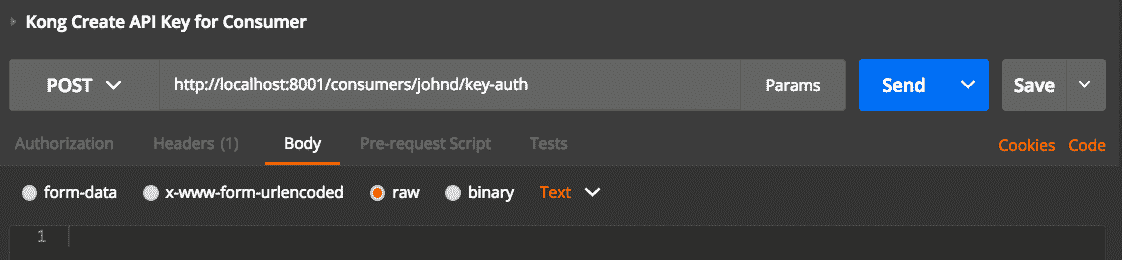 Kong Create API Key for Consumer
POST http://localhost:8001/consumers/johnd/key-auth Params Send Save
Authorization Headers (1) Body Pre-request Script Tests Cookies Code
form-data x-www-form-urlencoded raw binary Text
1